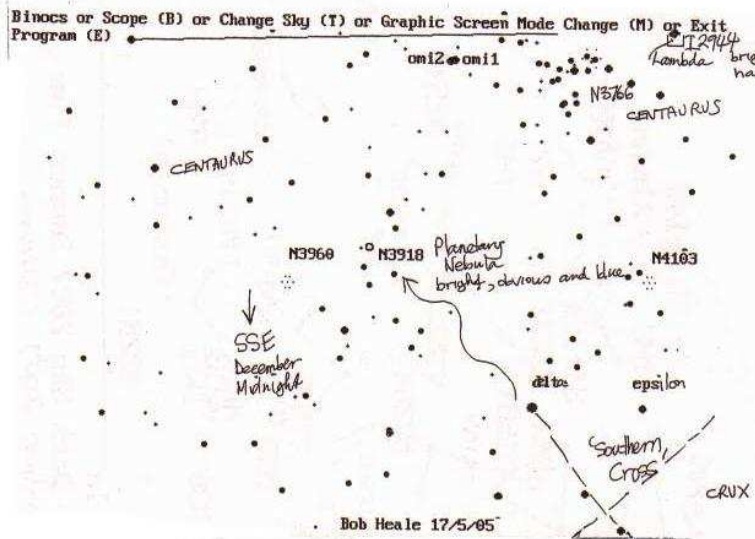 Binocs or Scope (B) or Change Sky (T) or Graphic Screen Mode Change (M) or Exit
Program (E)
omi2 omi1
I2944
Lambda
N3766
CENTAURUS
CENTAURUS
N3960
N3918
Planetary
Nebula
bright, obvious and blue
N4103
SSE
December
Midnight
delta
epsilon
Southern
Cross
CRUX
Bob Heale 17/5/05